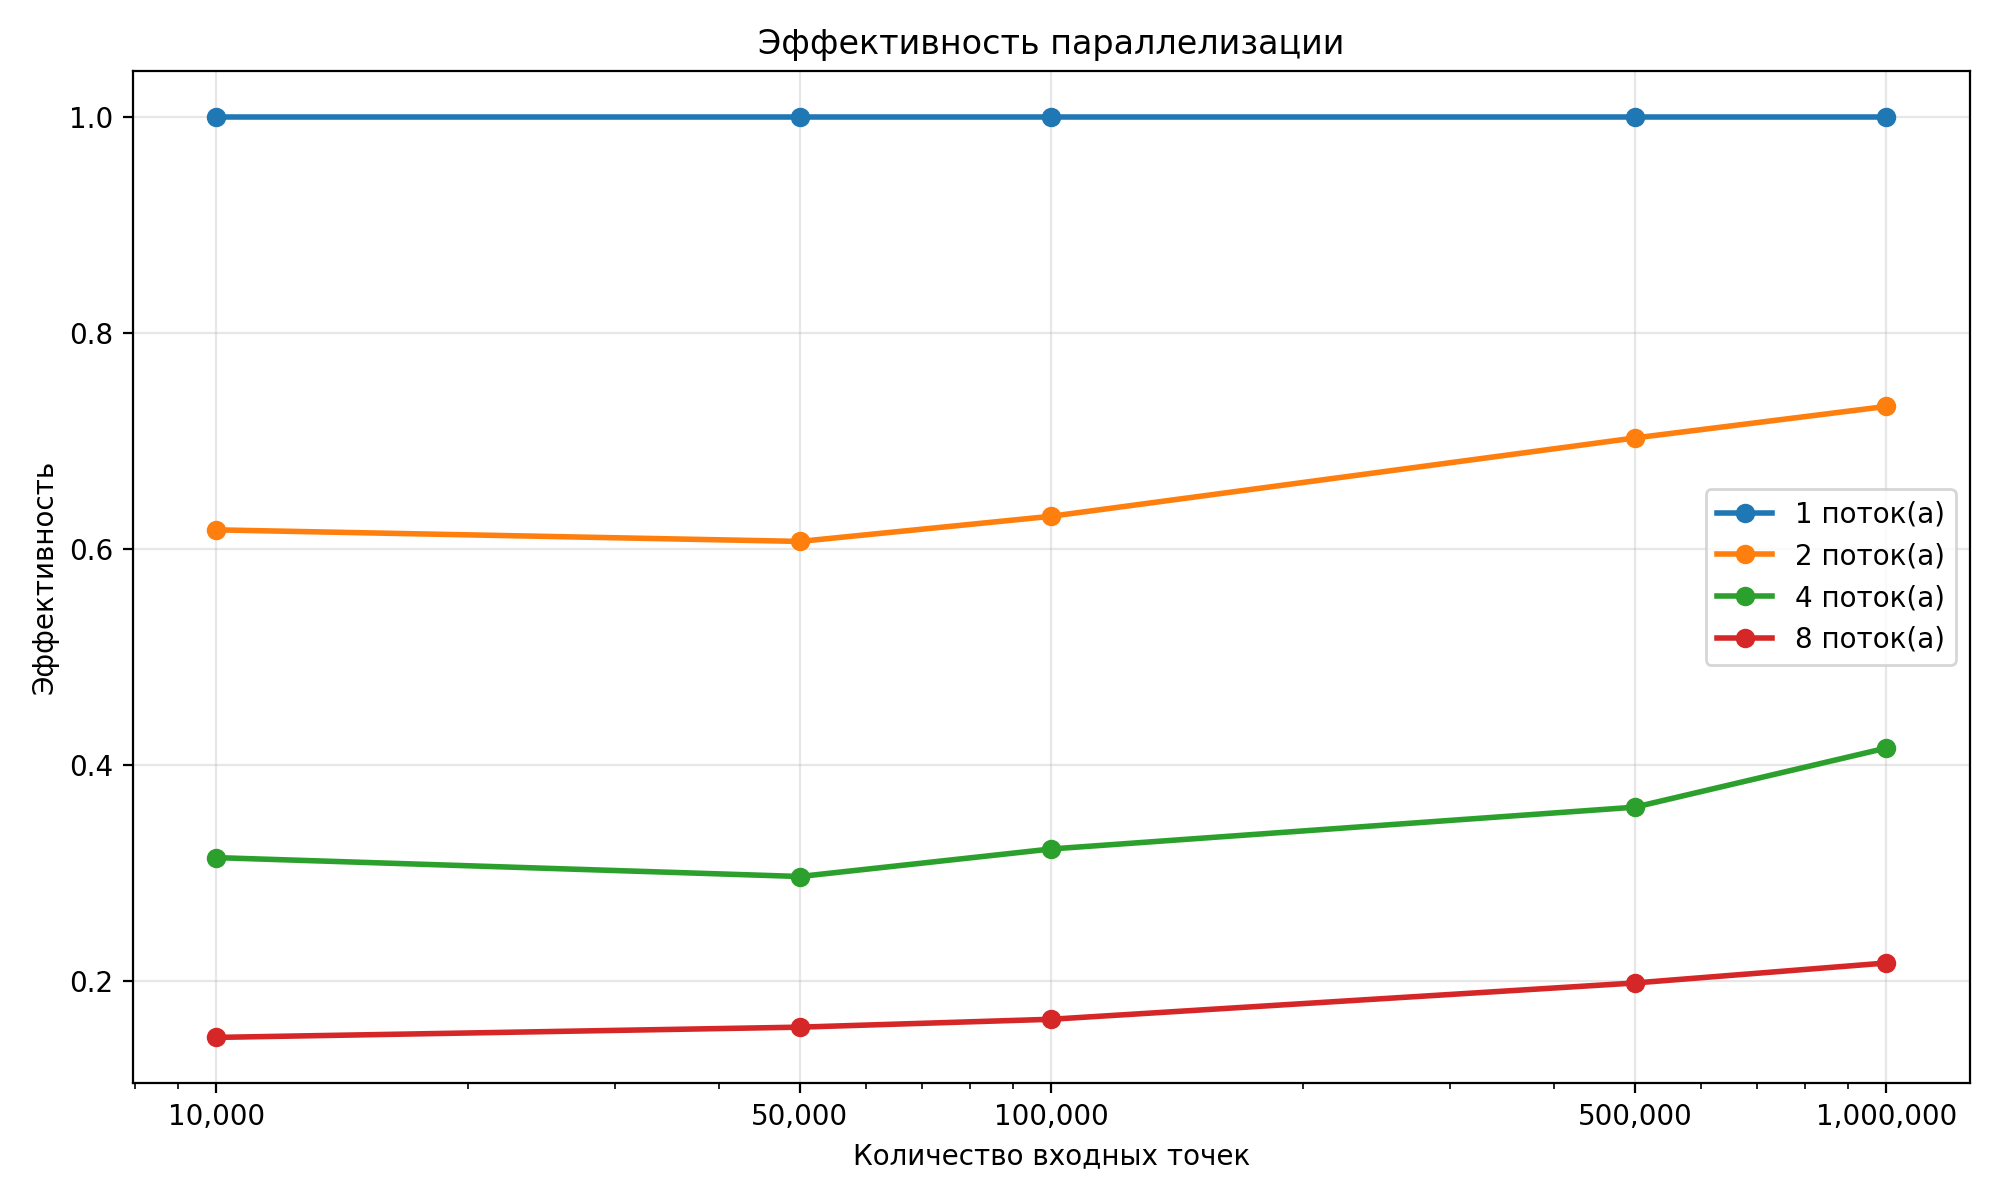 Эффективность параллелизации
Эффективность
1.0
0.8
0.6
0.4
0.2
1 поток(а)
2 поток(а)
4 поток(а)
8 поток(а)
10,000 50,000 100,000 500,000 1,000,000
Количество входных точек